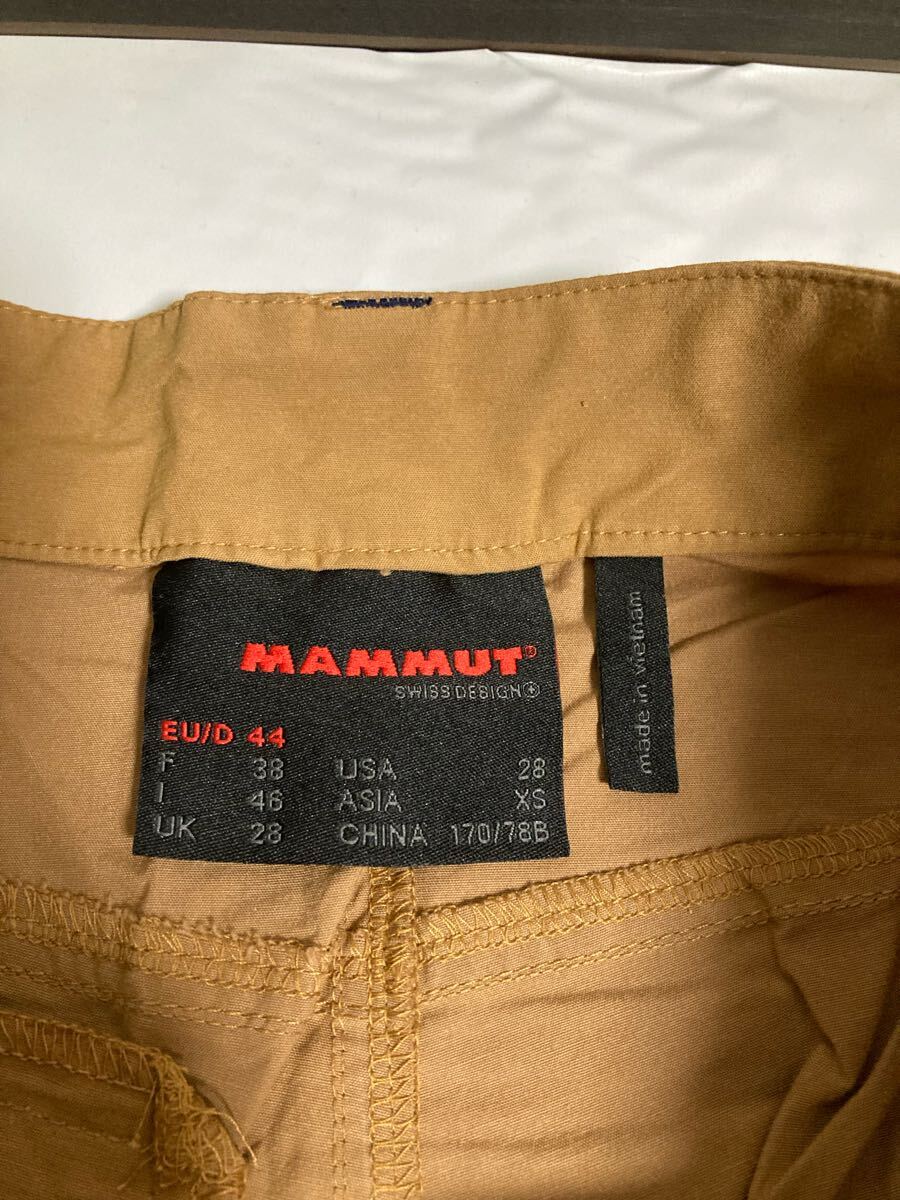 MAMMUT®
SWISS DESIGN
EU/D 44
F 38 USA 28
I 46 ASIA XS
UK 28 CHINA 170/78B
made in vietnam